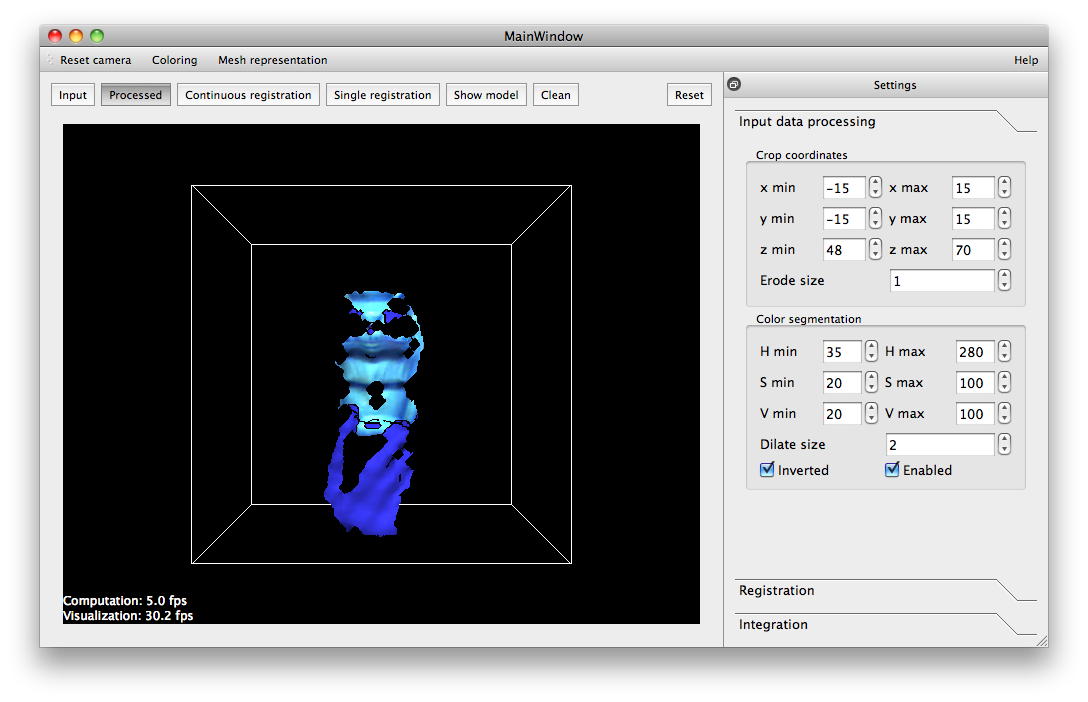 MainWindow
Reset camera Coloring Mesh representation Help
Input Processed Continuous registration Single registration Show model Clean Reset
Computation: 5.0 fps
Visualization: 30.2 fps
Settings
Input data processing
Crop coordinates
x min -15 x max 15
y min -15 y max 15
z min 48 z max 70
Erode size 1
Color segmentation
H min 35 H max 280
S min 20 S max 100
V min 20 V max 100
Dilate size 2
Inverted Enabled
Registration
Integration